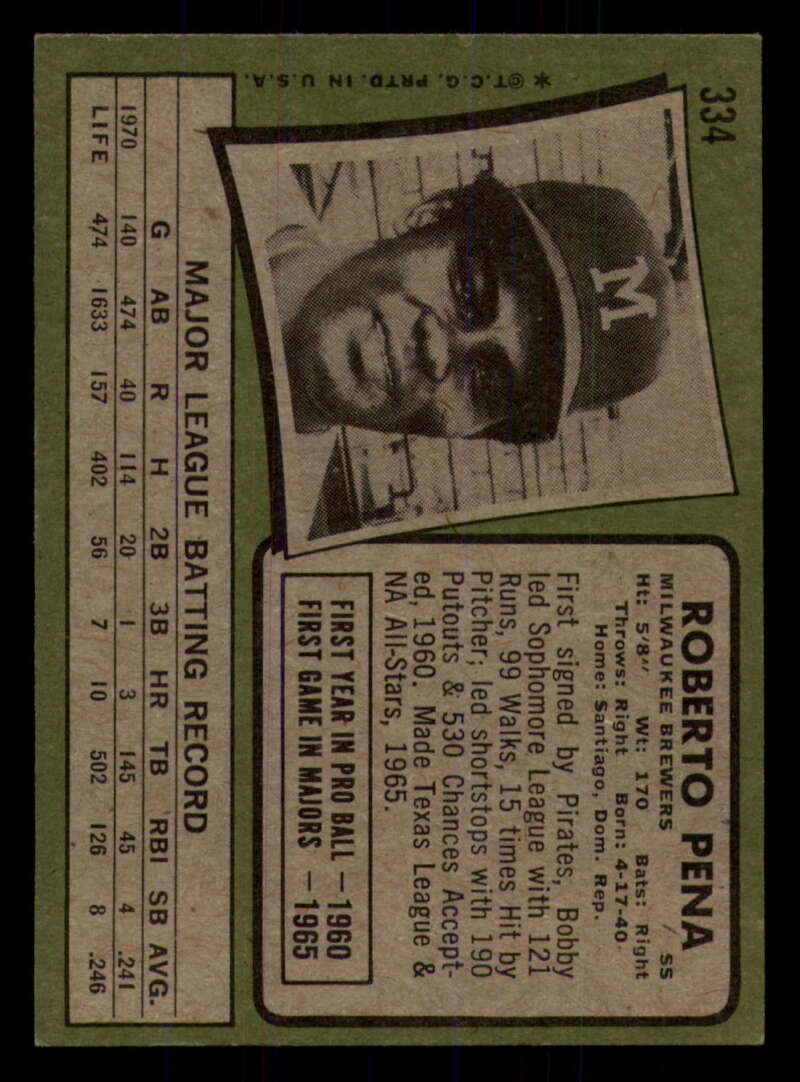 334
✶ ©T.C.G. PRTD. IN U.S.A.
M
ROBERTO PENA
MILWAUKEE BREWERS / SS
Ht: 5'8" Wt: 170 Bats: Right
Throws: Right Born: 4-17-40
Home: Santiago, Dom. Rep.
First signed by Pirates, Bobby
led Sophomore League with 121
Runs, 99 Walks, 15 times Hit by
Pitcher; led shortstops with 190
Putouts & 530 Chances Accept-
ed, 1960. Made Texas League &
NA All-Stars, 1965.
FIRST YEAR IN PRO BALL —1960
FIRST GAME IN MAJORS —1965
MAJOR LEAGUE BATTING RECORD
G AB R H 2B 3B HR TB RBI SB AVG.
1970 140 474 40 114 20 1 3 145 45 4 .241
LIFE 474 1633 157 402 56 7 10 502 126 8 .246